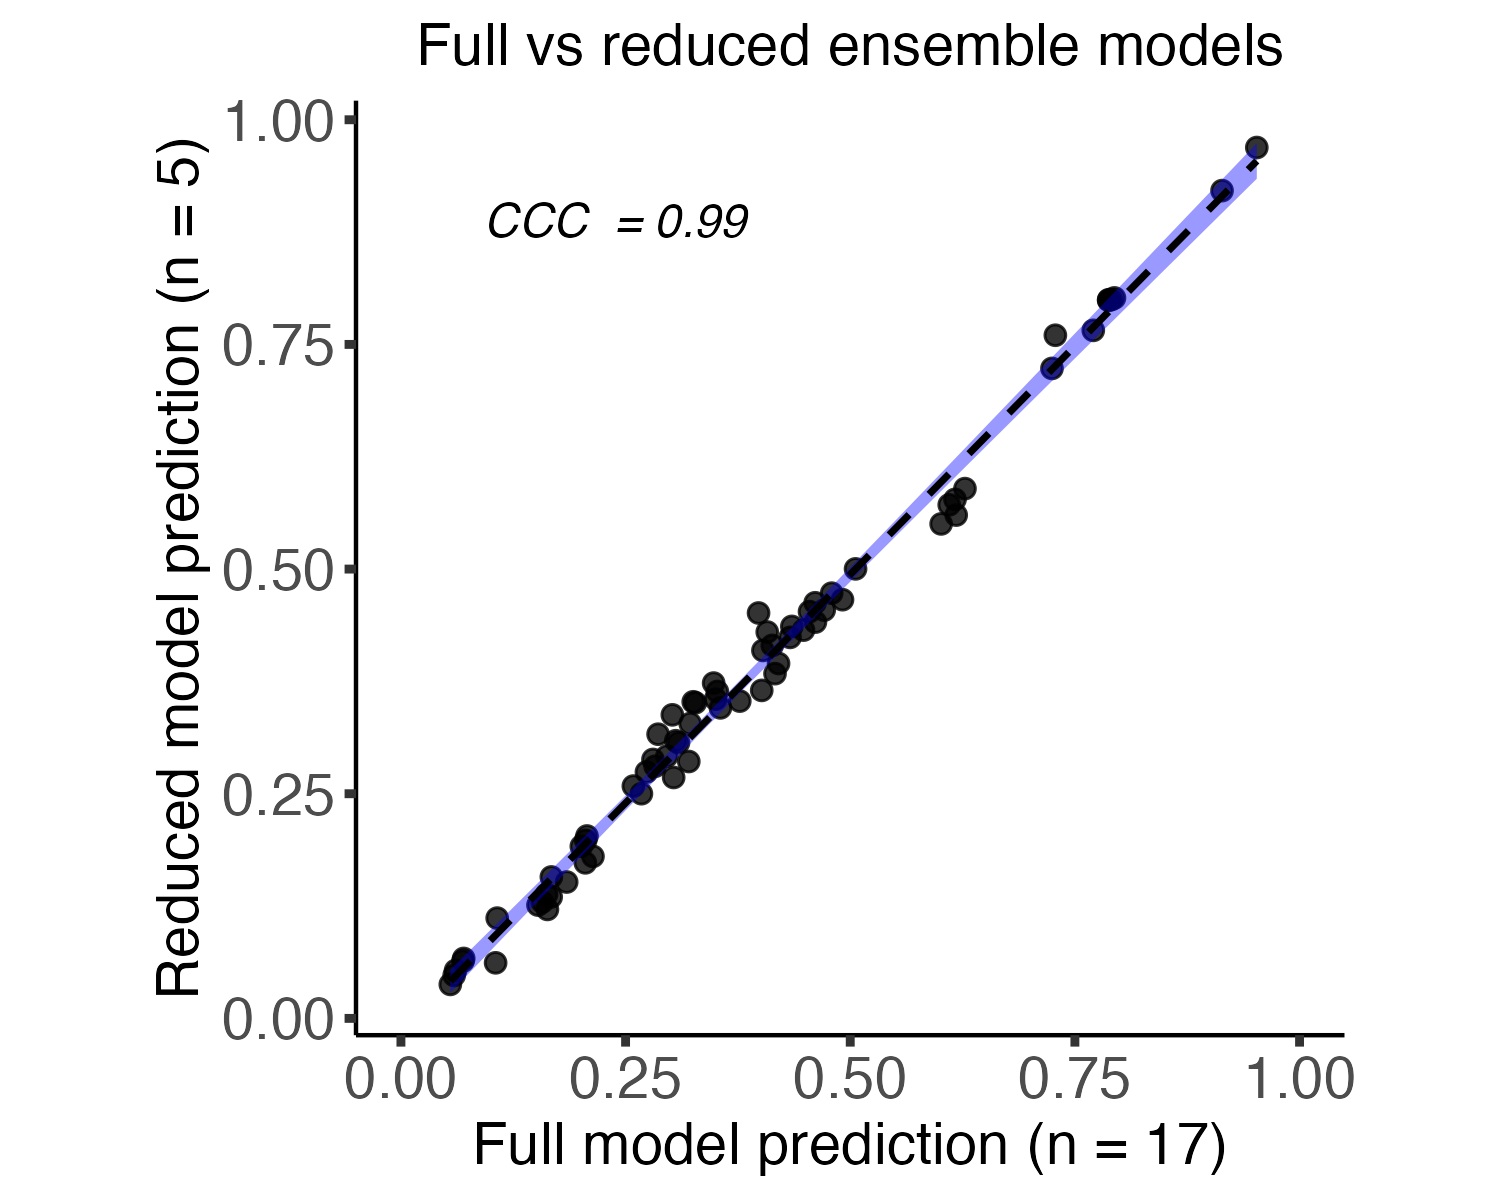 Full vs reduced ensemble models
1.00
0.75
0.50
0.25
0.00
Reduced model prediction (n = 5)
CCC = 0.99
0.00 0.25 0.50 0.75 1.00
Full model prediction (n = 17)